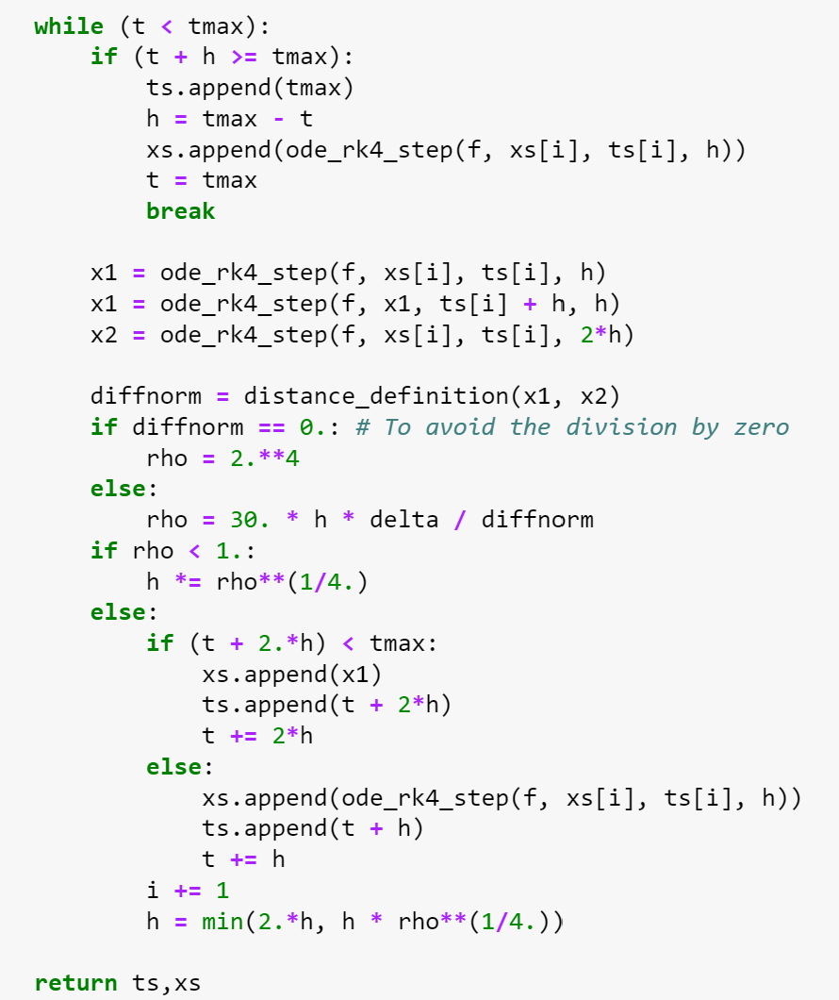 while (t < tmax):
    if (t + h >= tmax):
        ts.append(tmax)
        h = tmax - t
        xs.append(ode_rk4_step(f, xs[i], ts[i], h))
        t = tmax
        break

    x1 = ode_rk4_step(f, xs[i], ts[i], h)
    x1 = ode_rk4_step(f, x1, ts[i] + h, h)
    x2 = ode_rk4_step(f, xs[i], ts[i], 2*h)

    diffnorm = distance_definition(x1, x2)
    if diffnorm == 0.: # To avoid the division by zero
        rho = 2.**4
    else:
        rho = 30. * h * delta / diffnorm
    if rho < 1.:
        h *= rho**(1/4.)
    else:
        if (t + 2.*h) < tmax:
            xs.append(x1)
            ts.append(t + 2*h)
            t += 2*h
        else:
            xs.append(ode_rk4_step(f, xs[i], ts[i], h))
            ts.append(t + h)
            t += h
        i += 1
        h = min(2.*h, h * rho**(1/4.))

return ts,xs